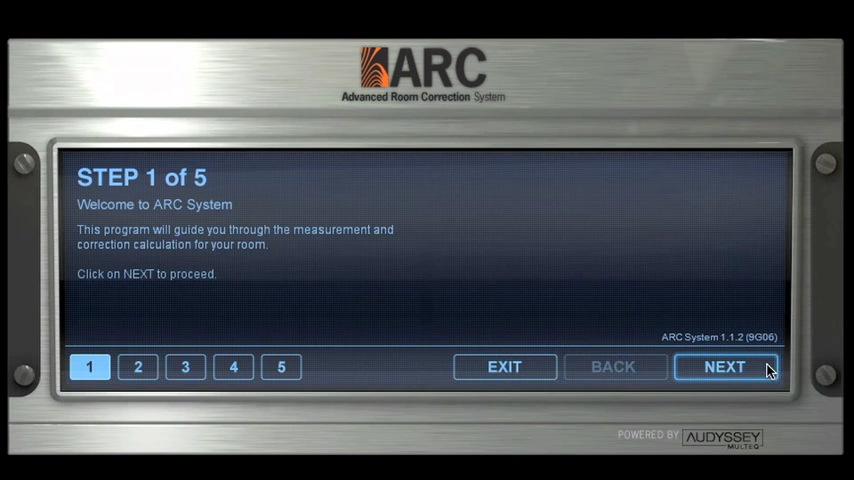 ARC
Advanced Room Correction System
STEP 1 of 5
Welcome to ARC System
This program will guide you through the measurement and
correction calculation for your room.
Click on NEXT to proceed.
ARC System 1.1.2 (9G06)
1 2 3 4 5 EXIT BACK NEXT
POWERED BY AUDYSSEY
MULTEQ